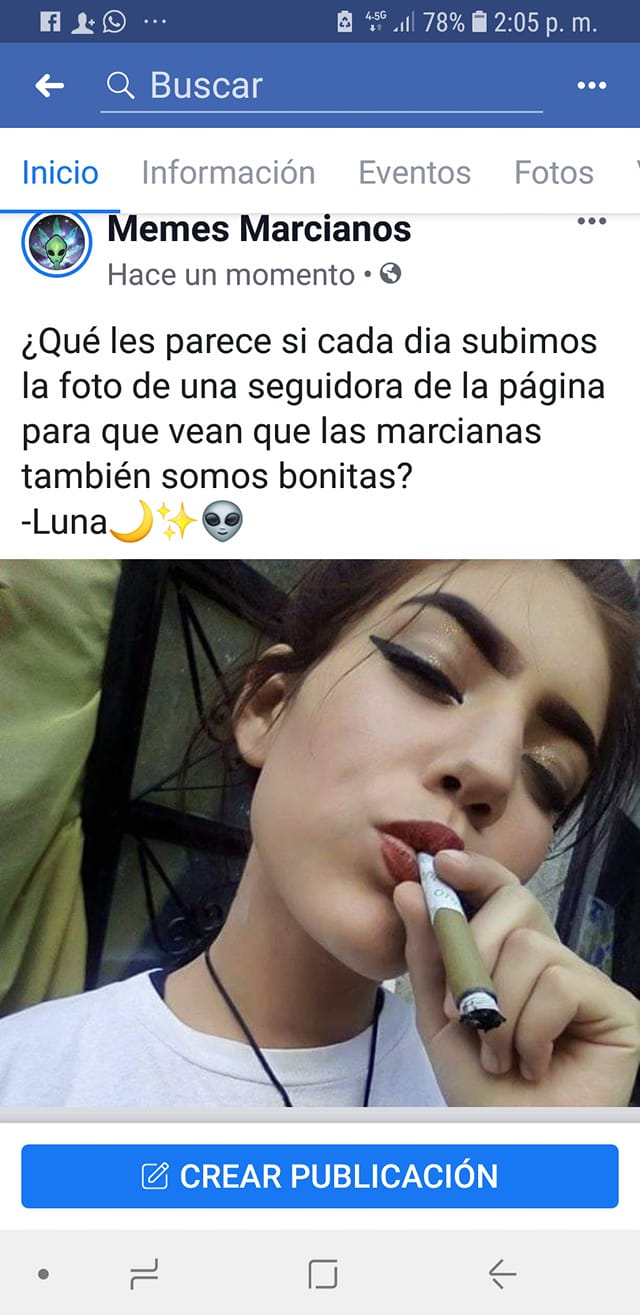 4.5G 78% 2:05 p. m.
Buscar
Inicio Información Eventos Fotos
Memes Marcianos
Hace un momento •
¿Qué les parece si cada dia subimos
la foto de una seguidora de la página
para que vean que las marcianas
también somos bonitas?
-Luna🌙✨👽
CREAR PUBLICACIÓN